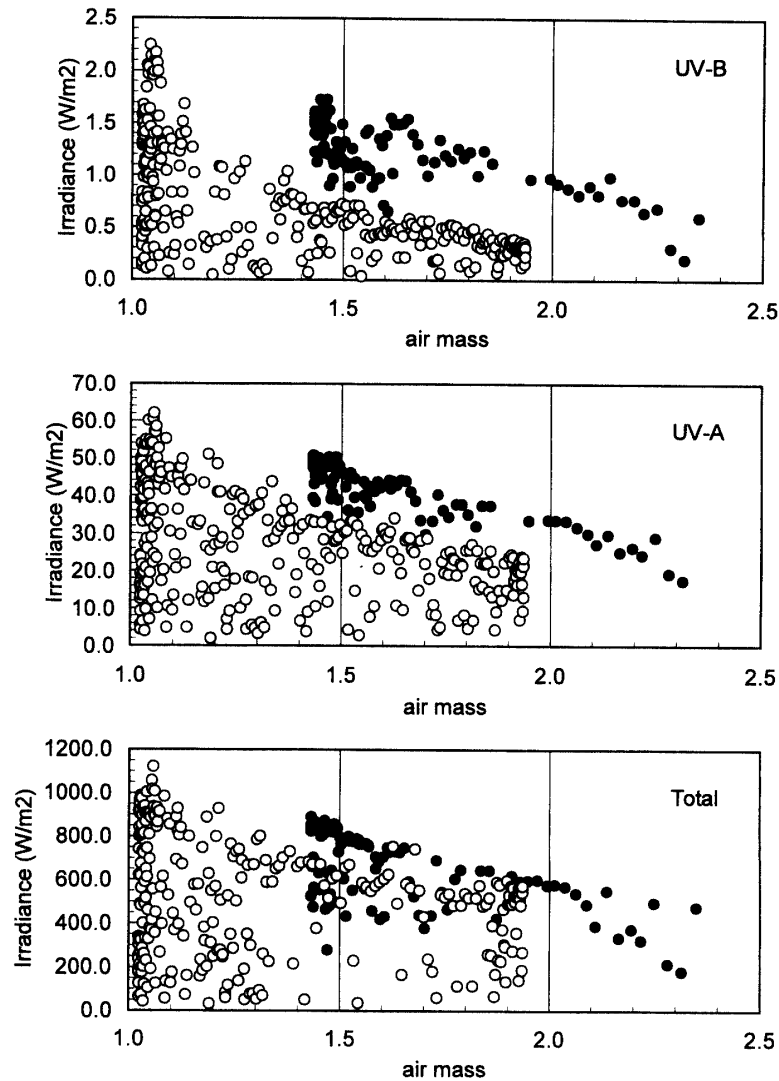 2.5
2.0
1.5
1.0
0.5
0.0
Irradiance (W/m2)
UV-B
1.0 1.5 2.0 2.5
air mass
70.0
60.0
50.0
40.0
30.0
20.0
10.0
0.0
Irradiance (W/m2)
UV-A
1.0 1.5 2.0 2.5
air mass
1200.0
1000.0
800.0
600.0
400.0
200.0
0.0
Irradiance (W/m2)
Total
1.0 1.5 2.0 2.5
air mass